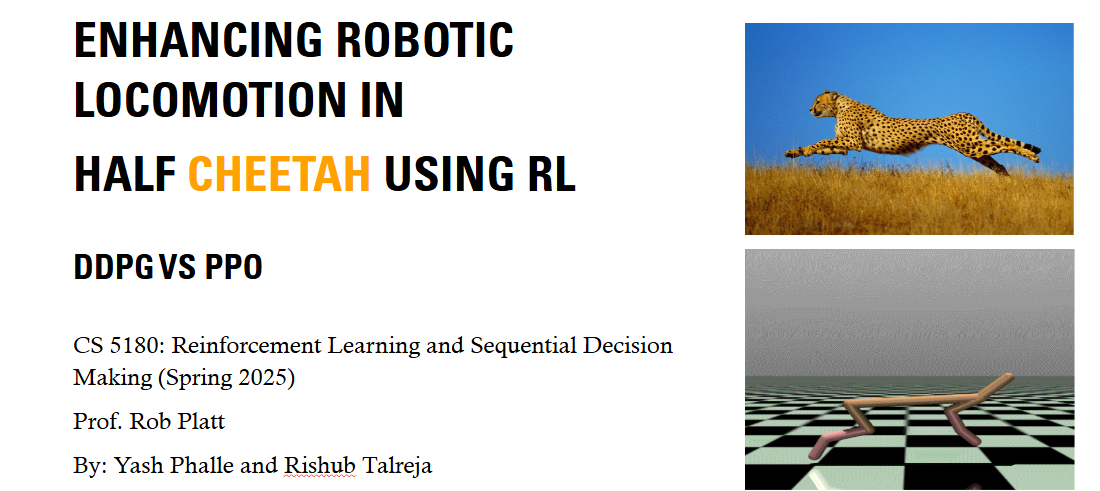 ENHANCING ROBOTIC
LOCOMOTION IN
HALF CHEETAH USING RL
DDPG VS PPO
CS 5180: Reinforcement Learning and Sequential Decision
Making (Spring 2025)
Prof. Rob Platt
By: Yash Phalle and Rishub Talreja